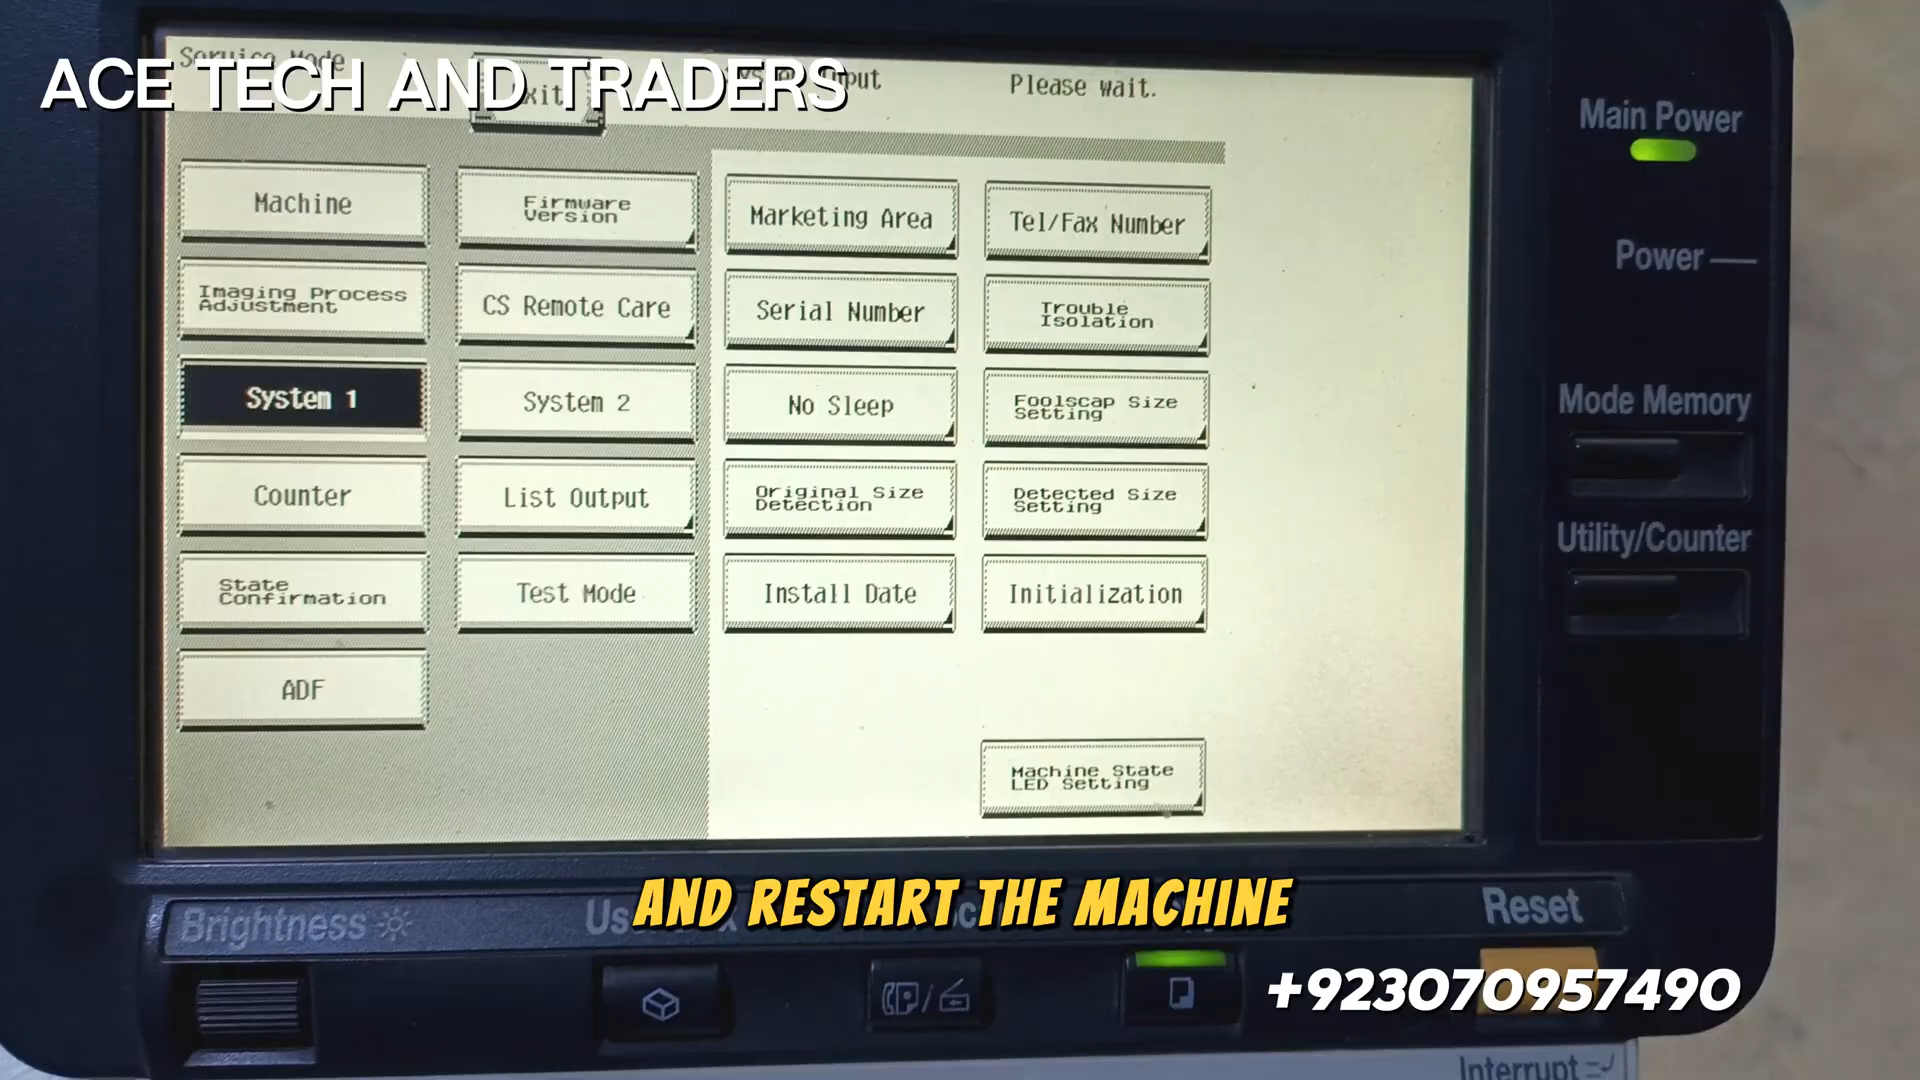 Service Mode
ACE TECH AND TRADERS
Exit
Please wait.
Machine
Firmware
Version
Marketing Area
Tel/Fax Number
Imaging Process
Adjustment
CS Remote Care
Serial Number
Trouble
Isolation
System 1
System 2
No Sleep
Foolscap Size
Setting
Counter
List Output
Original Size
Detection
Detected Size
Setting
State
Confirmation
Test Mode
Install Date
Initialization
ADF
Machine State
LED Setting
Main Power
Power
Mode Memory
Utility/Counter
AND RESTART THE MACHINE
Brightness
Reset
+923070957490
Interrupt